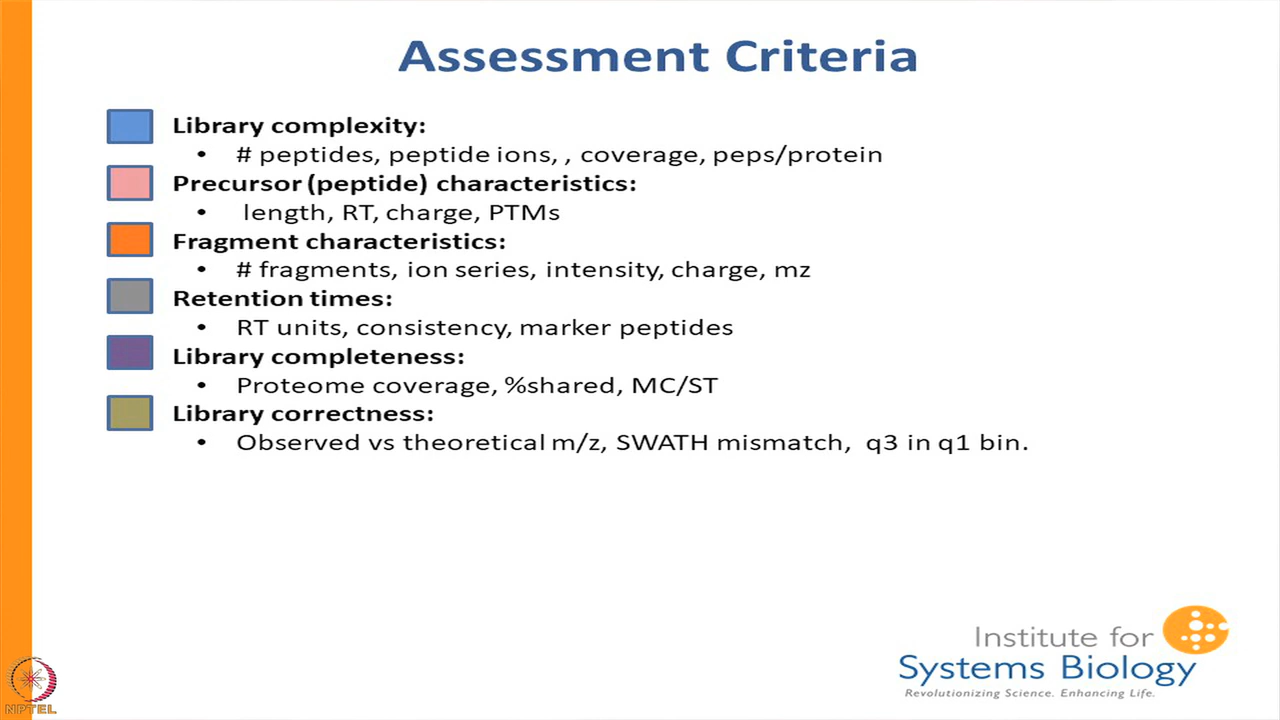 Assessment Criteria
Library complexity:
• # peptides, peptide ions, , coverage, peps/protein
Precursor (peptide) characteristics:
• length, RT, charge, PTMs
Fragment characteristics:
• # fragments, ion series, intensity, charge, mz
Retention times:
• RT units, consistency, marker peptides
Library completeness:
• Proteome coverage, %shared, MC/ST
Library correctness:
• Observed vs theoretical m/z, SWATH mismatch, q3 in q1 bin.
Institute for
Systems Biology
Revolutionizing Science. Enhancing Life.
NPTEL